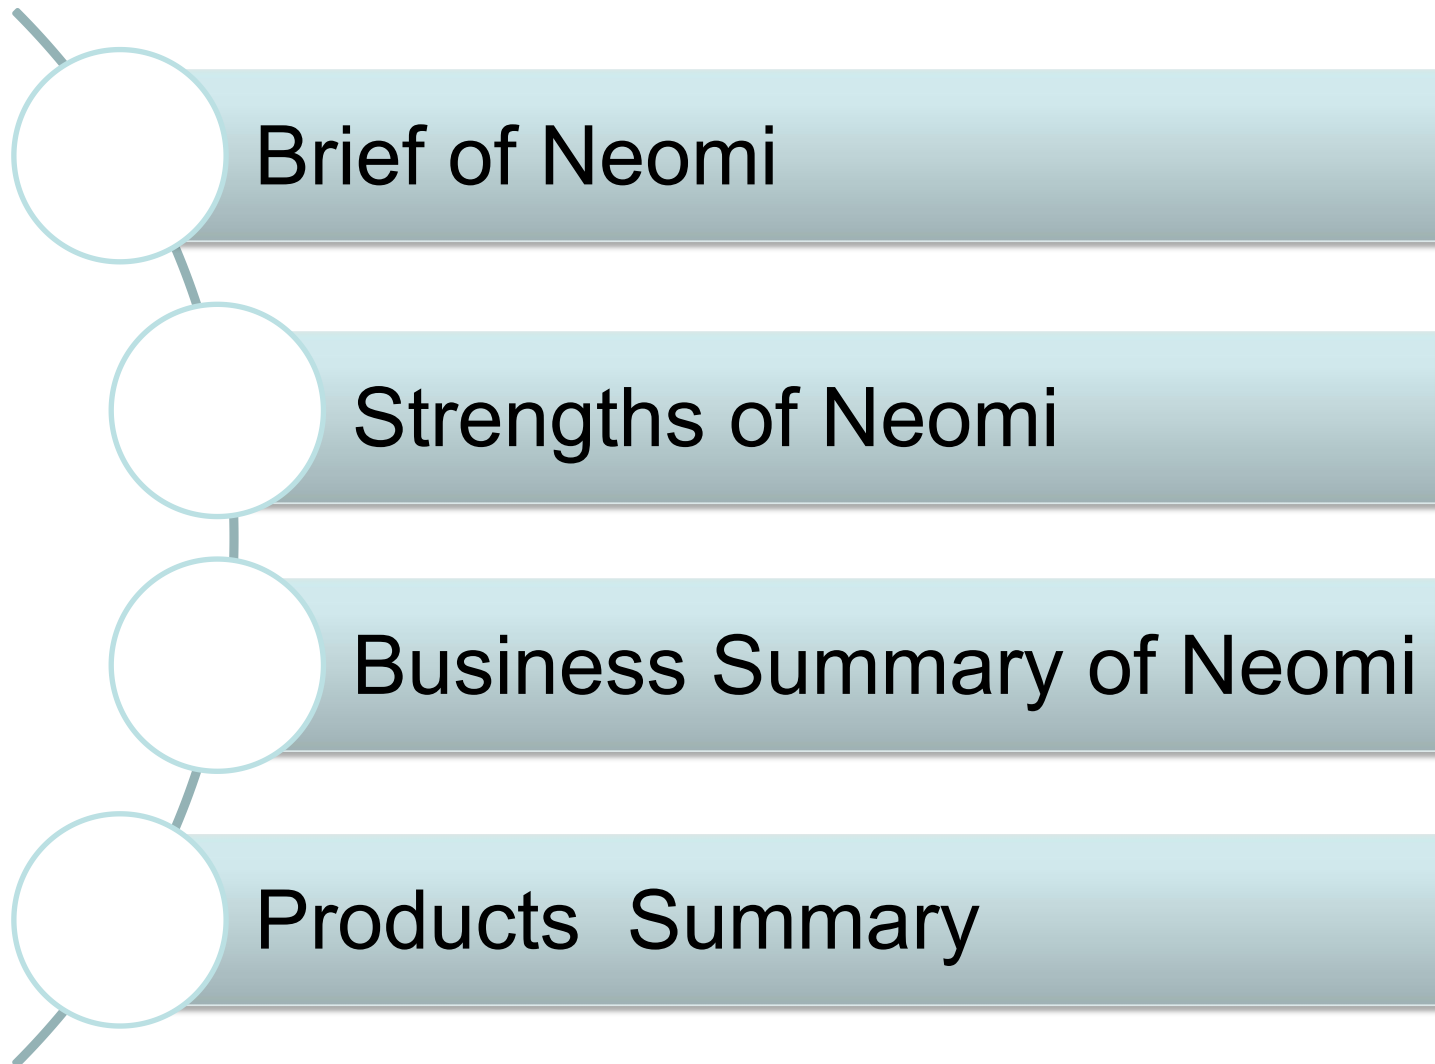 Brief of Neomi
Strengths of Neomi
Business Summary of Neomi
Products  Summary